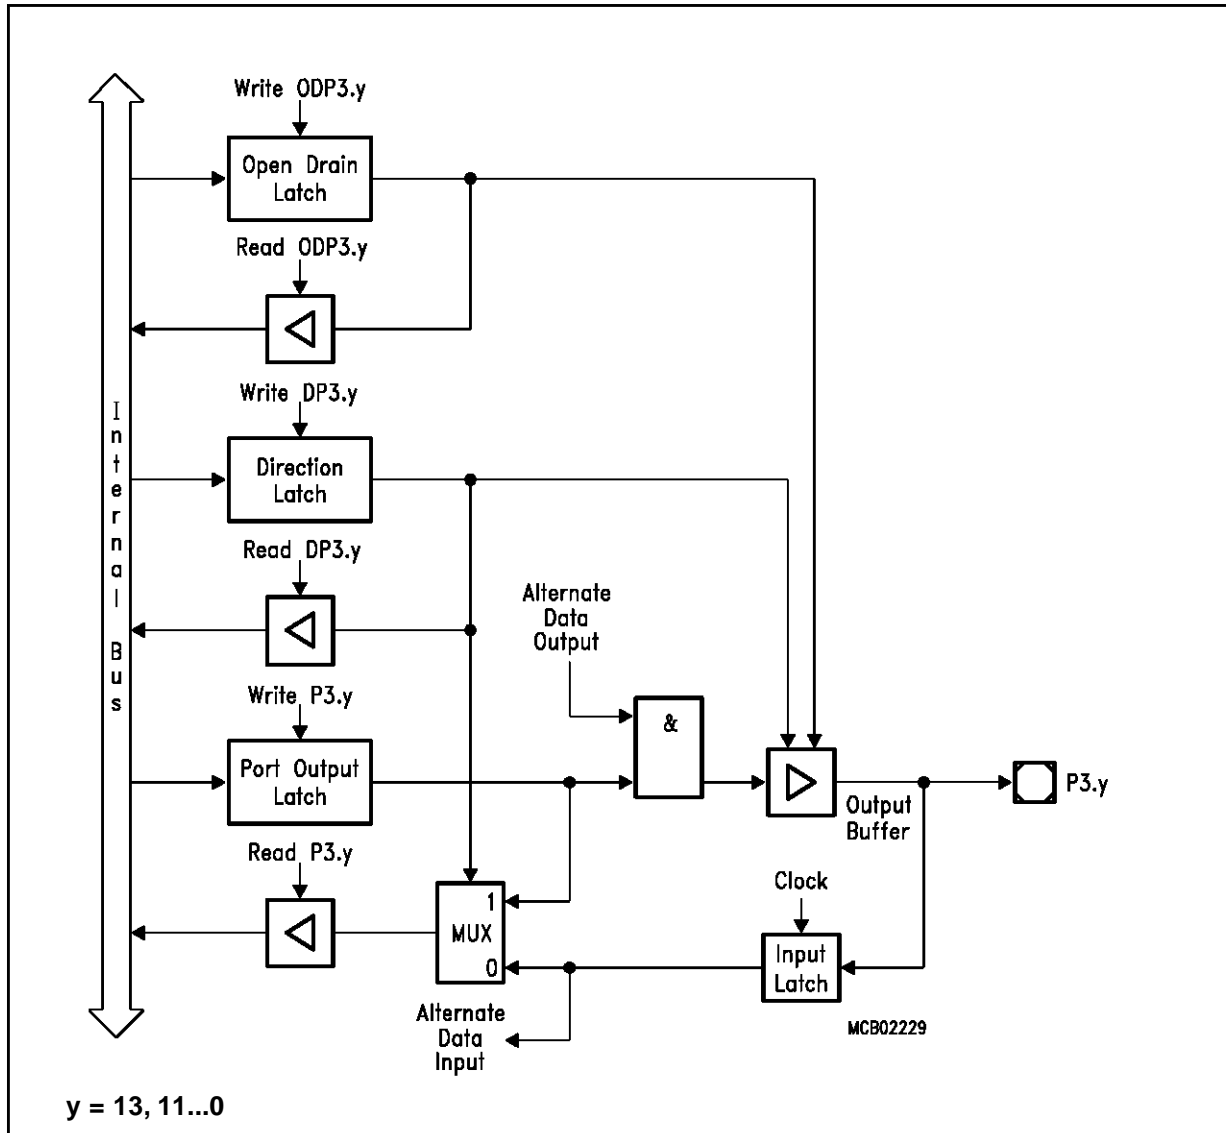 Write ODP3.y
Open Drain
Latch
Read ODP3.y
Write DP3.y
Internal Bus
Direction
Latch
Read DP3.y
Alternate
Data
Output
Write P3.y
&
Port Output
Latch
P3.y
Output
Buffer
Read P3.y
Clock
1
MUX
0
Input
Latch
Alternate
Data
Input
MCB02229
y = 13, 11...0